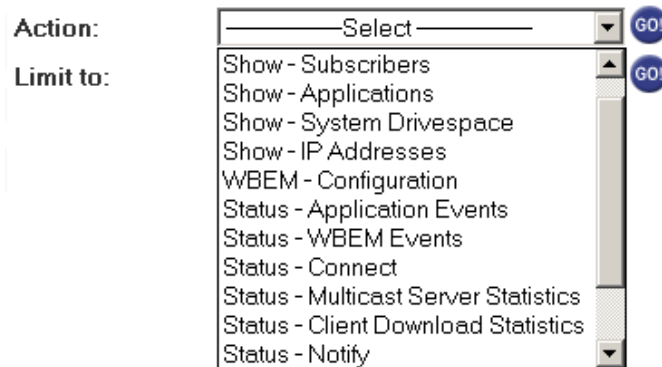 Action: ————Select———— GO!
Limit to: GO!
Show - Subscribers
Show - Applications
Show - System Drivespace
Show - IP Addresses
WBEM - Configuration
Status - Application Events
Status - WBEM Events
Status - Connect
Status - Multicast Server Statistics
Status - Client Download Statistics
Status - Notify